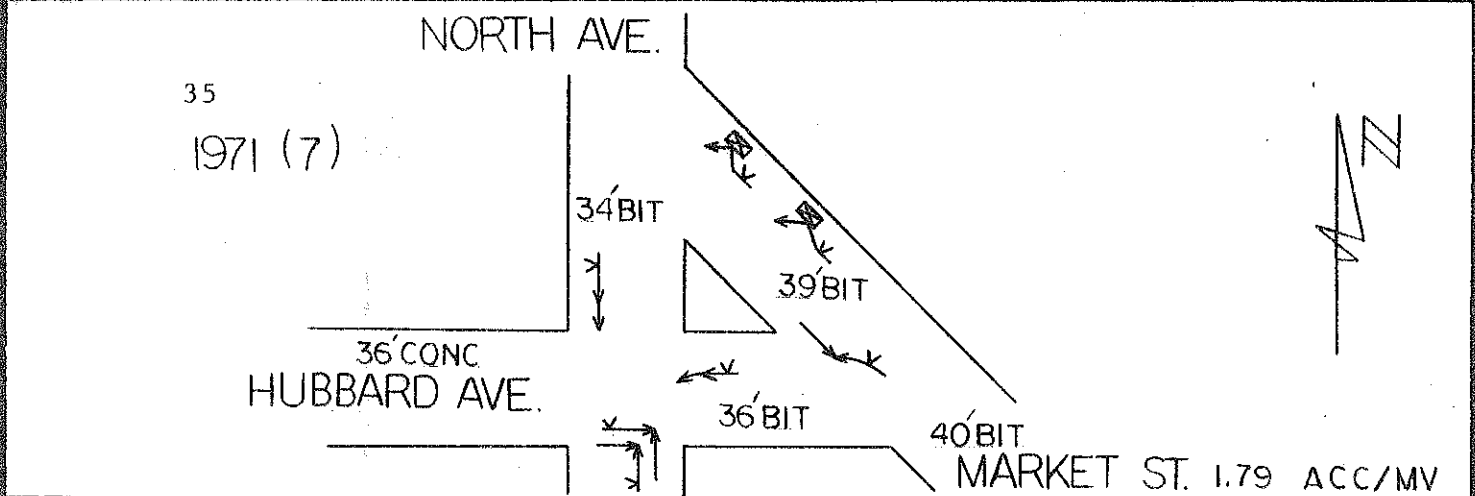 NORTH AVE.
35
1971 (7)
N
34' BIT
39' BIT
36' CONC
HUBBARD AVE.
36' BIT
40' BIT
MARKET ST. 1.79 ACC/MV